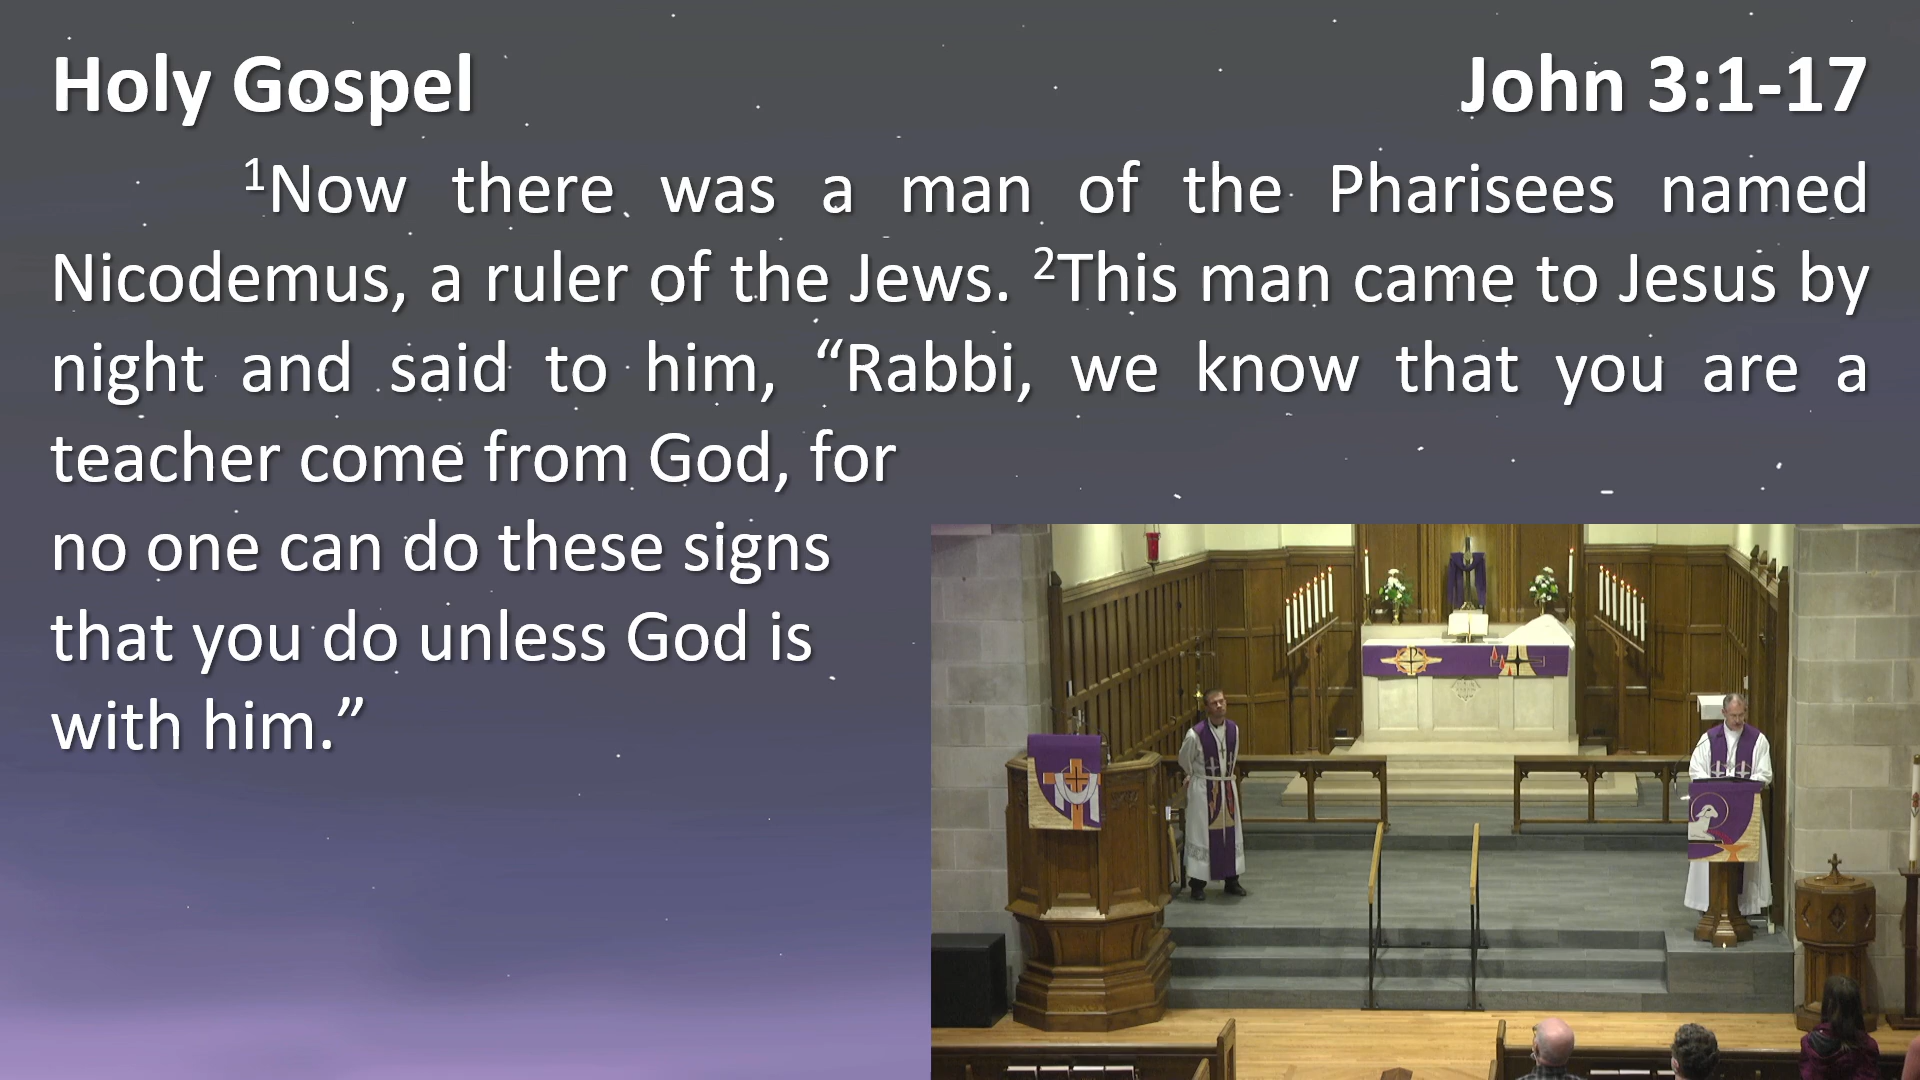 Holy Gospel John 3:1-17
¹Now there was a man of the Pharisees named
Nicodemus, a ruler of the Jews. ²This man came to Jesus by
night and said to him, “Rabbi, we know that you are a
teacher come from God, for
no one can do these signs
that you do unless God is
with him.”